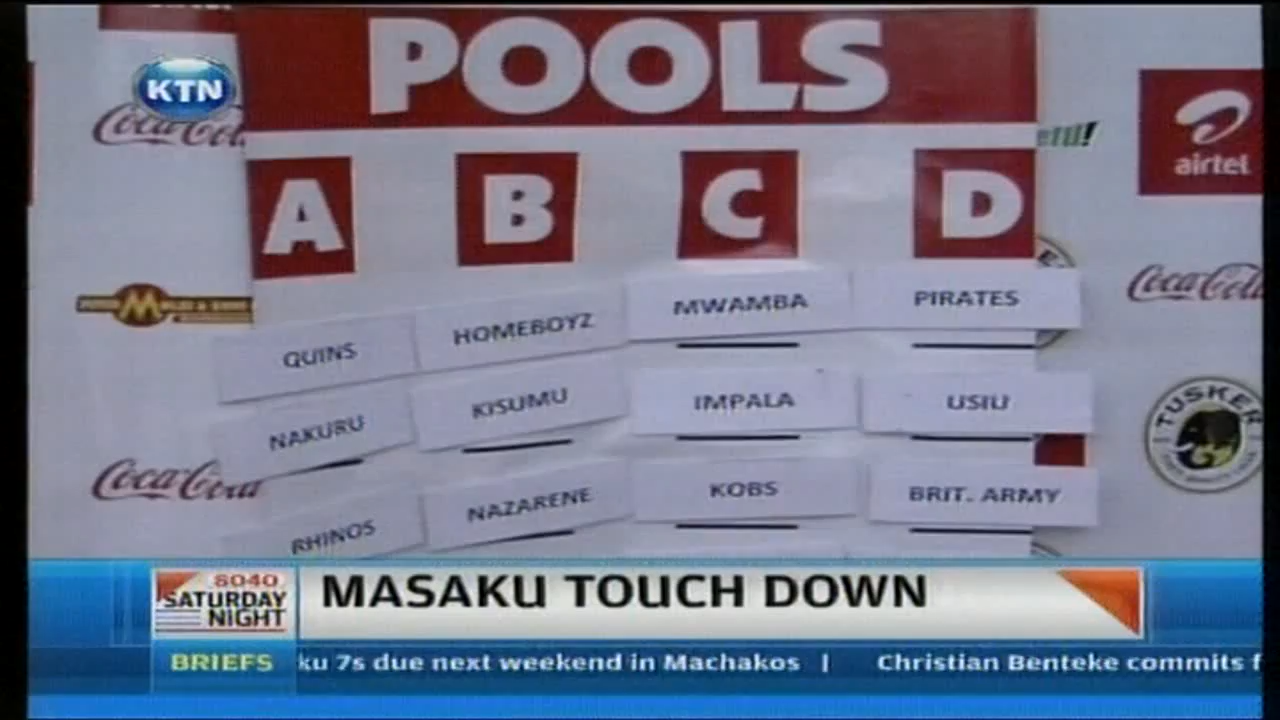 POOLS
KTN
Coca-Cola
airtel
A B C D
QUINS HOMEBOYZ MWAMBA PIRATES
NAKURU KISUMU IMPALA USIU
RHINOS NAZARENE KOBS BRIT. ARMY
Coca-Cola
Coca-Cola
TUSKER
8040
SATURDAY
NIGHT
MASAKU TOUCH DOWN
BRIEFS
ku 7s due next weekend in Machakos | Christian Benteke commits f